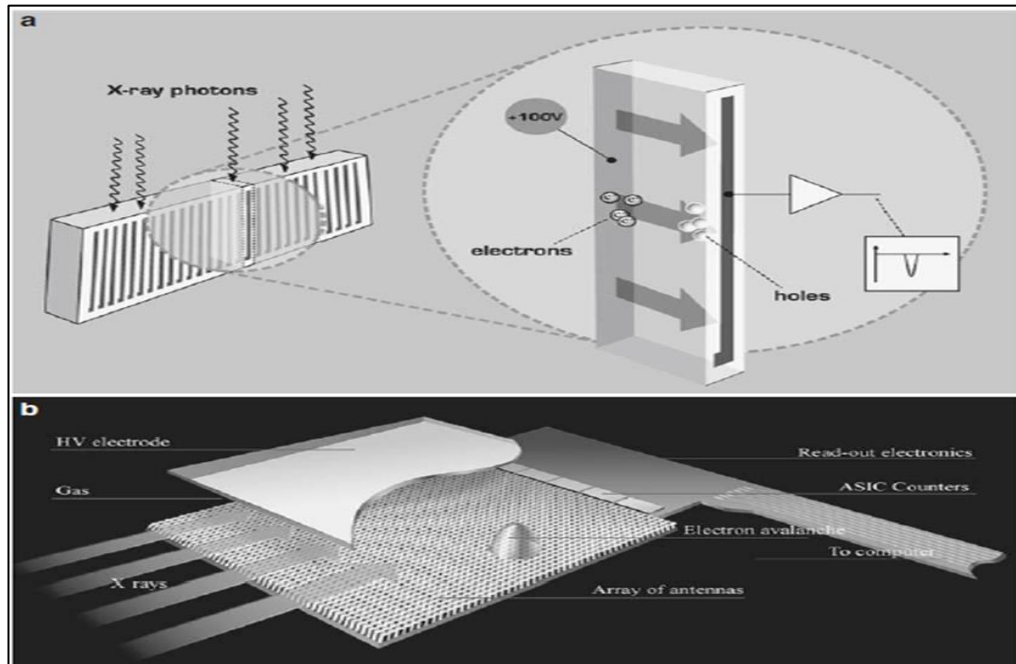 a
X-ray photons
+100V
electrons
holes
b
HV electrode
Read-out electronics
Gas
ASIC Counters
Electron avalanche
To computer
X rays
Array of antennas